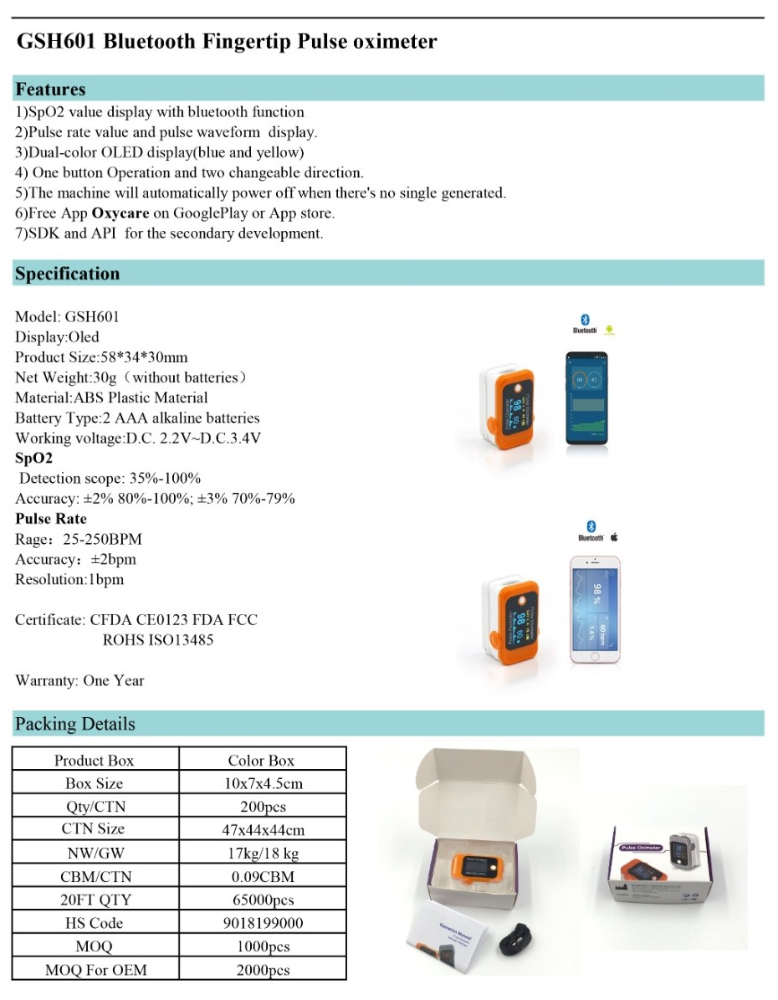 GSH601 Bluetooth Fingertip Pulse oximeter
Features
1)SpO2 value display with bluetooth function
2)Pulse rate value and pulse waveform display.
3)Dual-color OLED display(blue and yellow)
4) One button Operation and two changeable direction.
5)The machine will automatically power off when there's no single generated.
6)Free App Oxycare on GooglePlay or App store.
7)SDK and API for the secondary development.
Specification
Model: GSH601
Display:Oled
Product Size:58*34*30mm
Net Weight:30g（without batteries）
Material:ABS Plastic Material
Battery Type:2 AAA alkaline batteries
Working voltage:D.C. 2.2V~D.C.3.4V
SpO2
Detection scope: 35%-100%
Accuracy: ±2% 80%-100%; ±3% 70%-79%
Pulse Rate
Rage：25-250BPM
Accuracy：±2bpm
Resolution:1bpm
Certificate: CFDA CE0123 FDA FCC
ROHS ISO13485
Warranty: One Year
Bluetooth
98 60
Pulse Oximeter
98 60
Bluetooth
98 %
60 bpm
1.4 %
Pulse Oximeter
98 60
Packing Details
Product Box Color Box
Box Size 10x7x4.5cm
Qty/CTN 200pcs
CTN Size 47x44x44cm
NW/GW 17kg/18 kg
CBM/CTN 0.09CBM
20FT QTY 65000pcs
HS Code 9018199000
MOQ 1000pcs
MOQ For OEM 2000pcs
Pulse Oximeter
Operation Manual
Pulse Oximeter